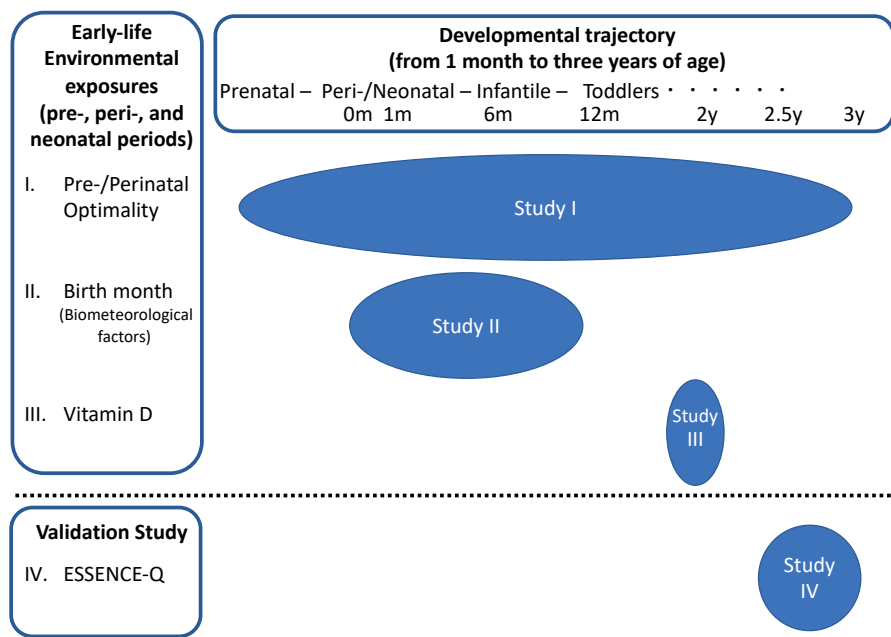 Early-life
Environmental
exposures
(pre-, peri-, and
neonatal periods)
I. Pre-/Perinatal
Optimality
II. Birth month
(Biometeorological
factors)
III. Vitamin D
Developmental trajectory
(from 1 month to three years of age)
Prenatal – Peri-/Neonatal – Infantile – Toddlers · · · · · ·
0m 1m 6m 12m 2y 2.5y 3y
Study I
Study II
Study
III
Validation Study
IV. ESSENCE-Q
Study
IV